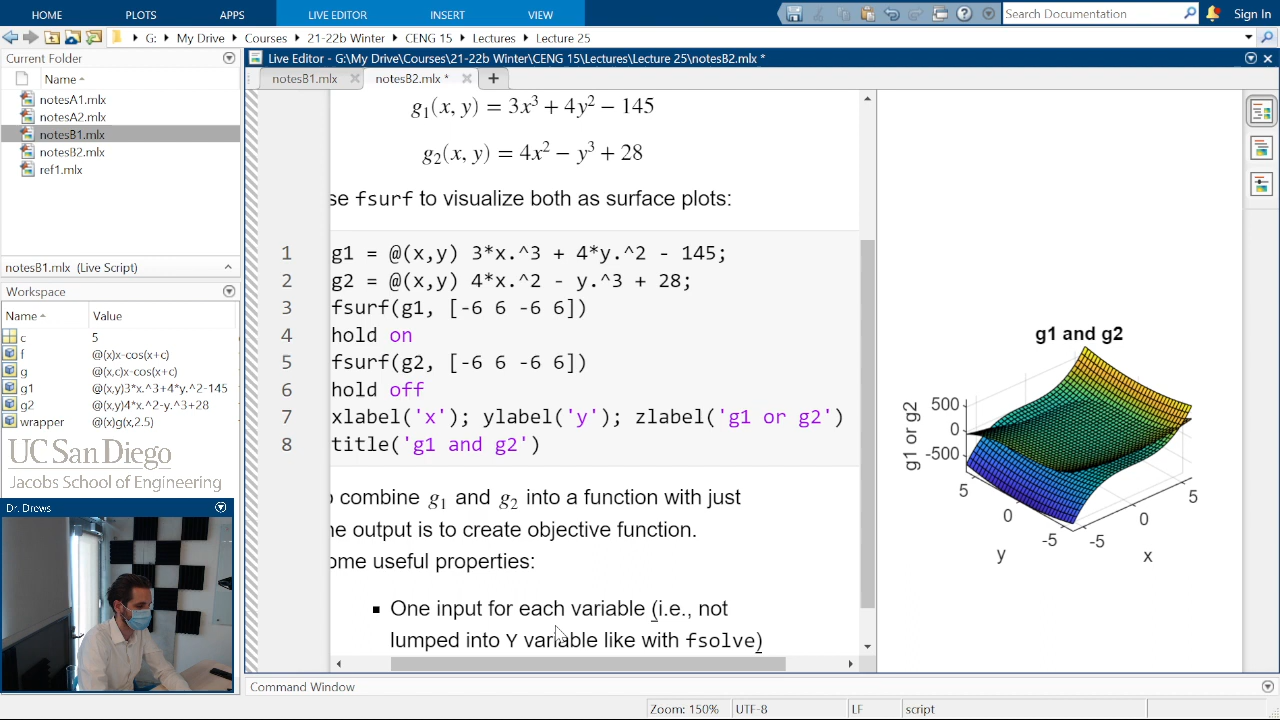 HOME PLOTS APPS LIVE EDITOR INSERT VIEW Search Documentation Sign In
G: My Drive Courses 21-22b Winter CENG 15 Lectures Lecture 25
Current Folder
Live Editor - G:\My Drive\Courses\21-22b Winter\CENG 15\Lectures\Lecture 25\notesB2.mlx *
Name
notesB1.mlx notesB2.mlx * +
notesA1.mlx
notesA2.mlx
notesB1.mlx
notesB2.mlx
ref1.mlx
notesB1.mlx (Live Script)
Workspace
Name Value
c 5
f @(x)x-cos(x+c)
g @(x,c)x-cos(x+c)
g1 @(x,y)3*x.^3+4*y.^2-145
g2 @(x,y)4*x.^2-y.^3+28
wrapper @(x)g(x,2.5)
UC San Diego
Jacobs School of Engineering
Dr. Drews
g₁(x, y) = 3x³ + 4y² − 145
g₂(x, y) = 4x² − y³ + 28
se fsurf to visualize both as surface plots:
1 g1 = @(x,y) 3*x.^3 + 4*y.^2 - 145;
2 g2 = @(x,y) 4*x.^2 - y.^3 + 28;
3 fsurf(g1, [-6 6 -6 6])
4 hold on
5 fsurf(g2, [-6 6 -6 6])
6 hold off
7 xlabel('x'); ylabel('y'); zlabel('g1 or g2')
8 title('g1 and g2')
combine g₁ and g₂ into a function with just
ne output is to create objective function.
ome useful properties:
▪ One input for each variable (i.e., not
lumped into Y variable like with fsolve)
g1 and g2
g1 or g2
500
0
-500
5
0
-5
y
-5
0
5
x
Command Window
Zoom: 150% UTF-8 LF script